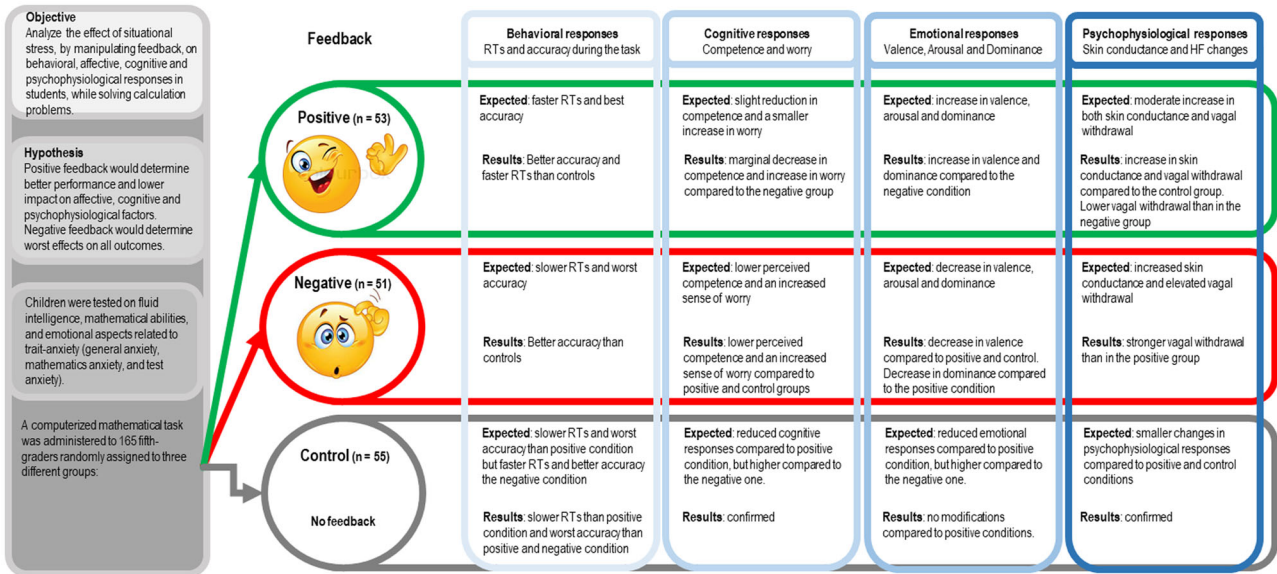 Objective
Analyze the effect of situational
stress, by manipulating feedback, on
behavioral, affective, cognitive and
psychophysiological responses in
students, while solving calculation
problems.
Hypothesis
Positive feedback would determine
better performance and lower
impact on affective, cognitive and
psychophysiological factors.
Negative feedback would determine
worst effects on all outcomes.
Children were tested on fluid
intelligence, mathematical abilities,
and emotional aspects related to
trait-anxiety (general anxiety,
mathematics anxiety, and test
anxiety).
A computerized mathematical task
was administered to 165 fifth-
graders randomly assigned to three
different groups:
Feedback
Behavioral responses
RTs and accuracy during the task
Cognitive responses
Competence and worry
Emotional responses
Valence, Arousal and Dominance
Psychophysiological responses
Skin conductance and HF changes
Positive (n = 53)
Expected: faster RTs and best
accuracy
Results: Better accuracy and
faster RTs than controls
Expected: slight reduction in
competence and a smaller
increase in worry
Results: marginal decrease in
competence and increase in worry
compared to the negative group
Expected: increase in valence,
arousal and dominance
Results: increase in valence and
dominance compared to the
negative condition
Expected: moderate increase in
both skin conductance and vagal
withdrawal
Results: increase in skin
conductance and vagal withdrawal
compared to the control group.
Lower vagal withdrawal than in the
negative group
Negative (n = 51)
Expected: slower RTs and worst
accuracy
Results: Better accuracy than
controls
Expected: lower perceived
competence and an increased
sense of worry
Results: lower perceived
competence and an increased
sense of worry compared to
positive and control groups
Expected: decrease in valence,
arousal and dominance
Results: decrease in valence
compared to positive and control.
Decrease in dominance compared
to the positive condition
Expected: increased skin
conductance and elevated vagal
withdrawal
Results: stronger vagal withdrawal
than in the positive group
Control (n = 55)
No feedback
Expected: slower RTs and worst
accuracy than positive condition
but faster RTs and better accuracy
the negative condition
Results: slower RTs than positive
condition and worst accuracy than
positive and negative condition
Expected: reduced cognitive
responses compared to positive
condition, but higher compared to
the negative one.
Results: confirmed
Expected: reduced emotional
responses compared to positive
condition, but higher compared to
the negative one.
Results: no modifications
compared to positive conditions.
Expected: smaller changes in
psychophysiological responses
compared to positive and control
conditions
Results: confirmed